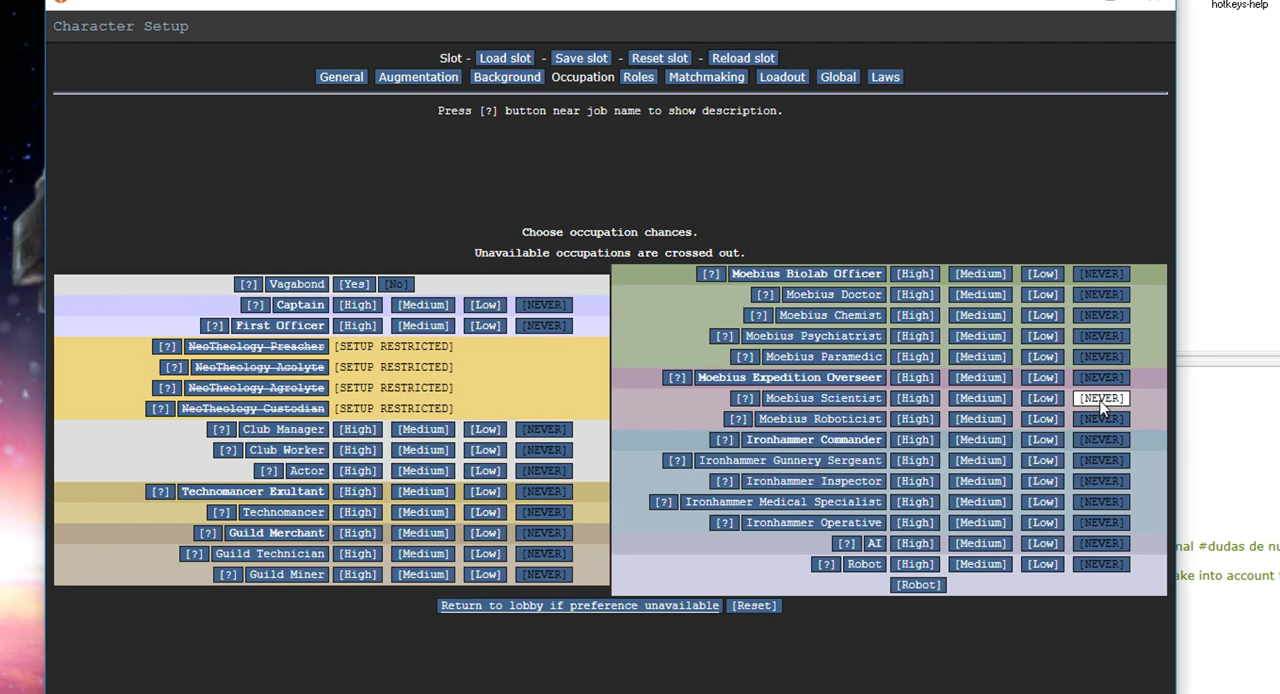 hotkeys-help
Character Setup
Slot - Load slot - Save slot - Reset slot - Reload slot
General Augmentation Background Occupation Roles Matchmaking Loadout Global Laws
Press [?] button near job name to show description.
Choose occupation chances.
Unavailable occupations are crossed out.
[?] Vagabond [Yes] [No]
[?] Captain [High] [Medium] [Low] [NEVER]
[?] First Officer [High] [Medium] [Low] [NEVER]
[?] NeoTheology Preacher [SETUP RESTRICTED]
[?] NeoTheology Acolyte [SETUP RESTRICTED]
[?] NeoTheology Agrolyte [SETUP RESTRICTED]
[?] NeoTheology Custodian [SETUP RESTRICTED]
[?] Club Manager [High] [Medium] [Low] [NEVER]
[?] Club Worker [High] [Medium] [Low] [NEVER]
[?] Actor [High] [Medium] [Low] [NEVER]
[?] Technomancer Exultant [High] [Medium] [Low] [NEVER]
[?] Technomancer [High] [Medium] [Low] [NEVER]
[?] Guild Merchant [High] [Medium] [Low] [NEVER]
[?] Guild Technician [High] [Medium] [Low] [NEVER]
[?] Guild Miner [High] [Medium] [Low] [NEVER]
[?] Moebius Biolab Officer [High] [Medium] [Low] [NEVER]
[?] Moebius Doctor [High] [Medium] [Low] [NEVER]
[?] Moebius Chemist [High] [Medium] [Low] [NEVER]
[?] Moebius Psychiatrist [High] [Medium] [Low] [NEVER]
[?] Moebius Paramedic [High] [Medium] [Low] [NEVER]
[?] Moebius Expedition Overseer [High] [Medium] [Low] [NEVER]
[?] Moebius Scientist [High] [Medium] [Low] [NEVER]
[?] Moebius Roboticist [High] [Medium] [Low] [NEVER]
[?] Ironhammer Commander [High] [Medium] [Low] [NEVER]
[?] Ironhammer Gunnery Sergeant [High] [Medium] [Low] [NEVER]
[?] Ironhammer Inspector [High] [Medium] [Low] [NEVER]
[?] Ironhammer Medical Specialist [High] [Medium] [Low] [NEVER]
[?] Ironhammer Operative [High] [Medium] [Low] [NEVER]
[?] AI [High] [Medium] [Low] [NEVER]
[?] Robot [High] [Medium] [Low] [NEVER]
[Robot]
Return to lobby if preference unavailable [Reset]
#dudas de
into account